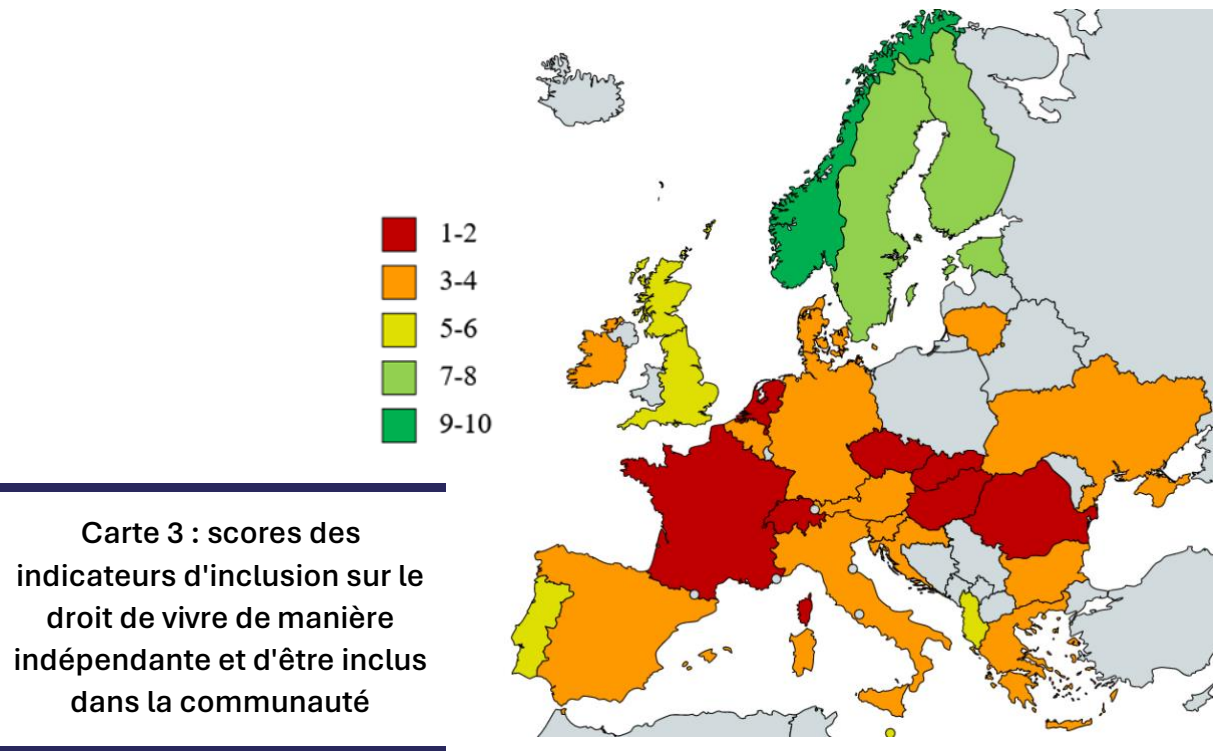 1-2
3-4
5-6
7-8
9-10
Carte 3 : scores des
indicateurs d'inclusion sur le
droit de vivre de manière
indépendante et d'être inclus
dans la communauté